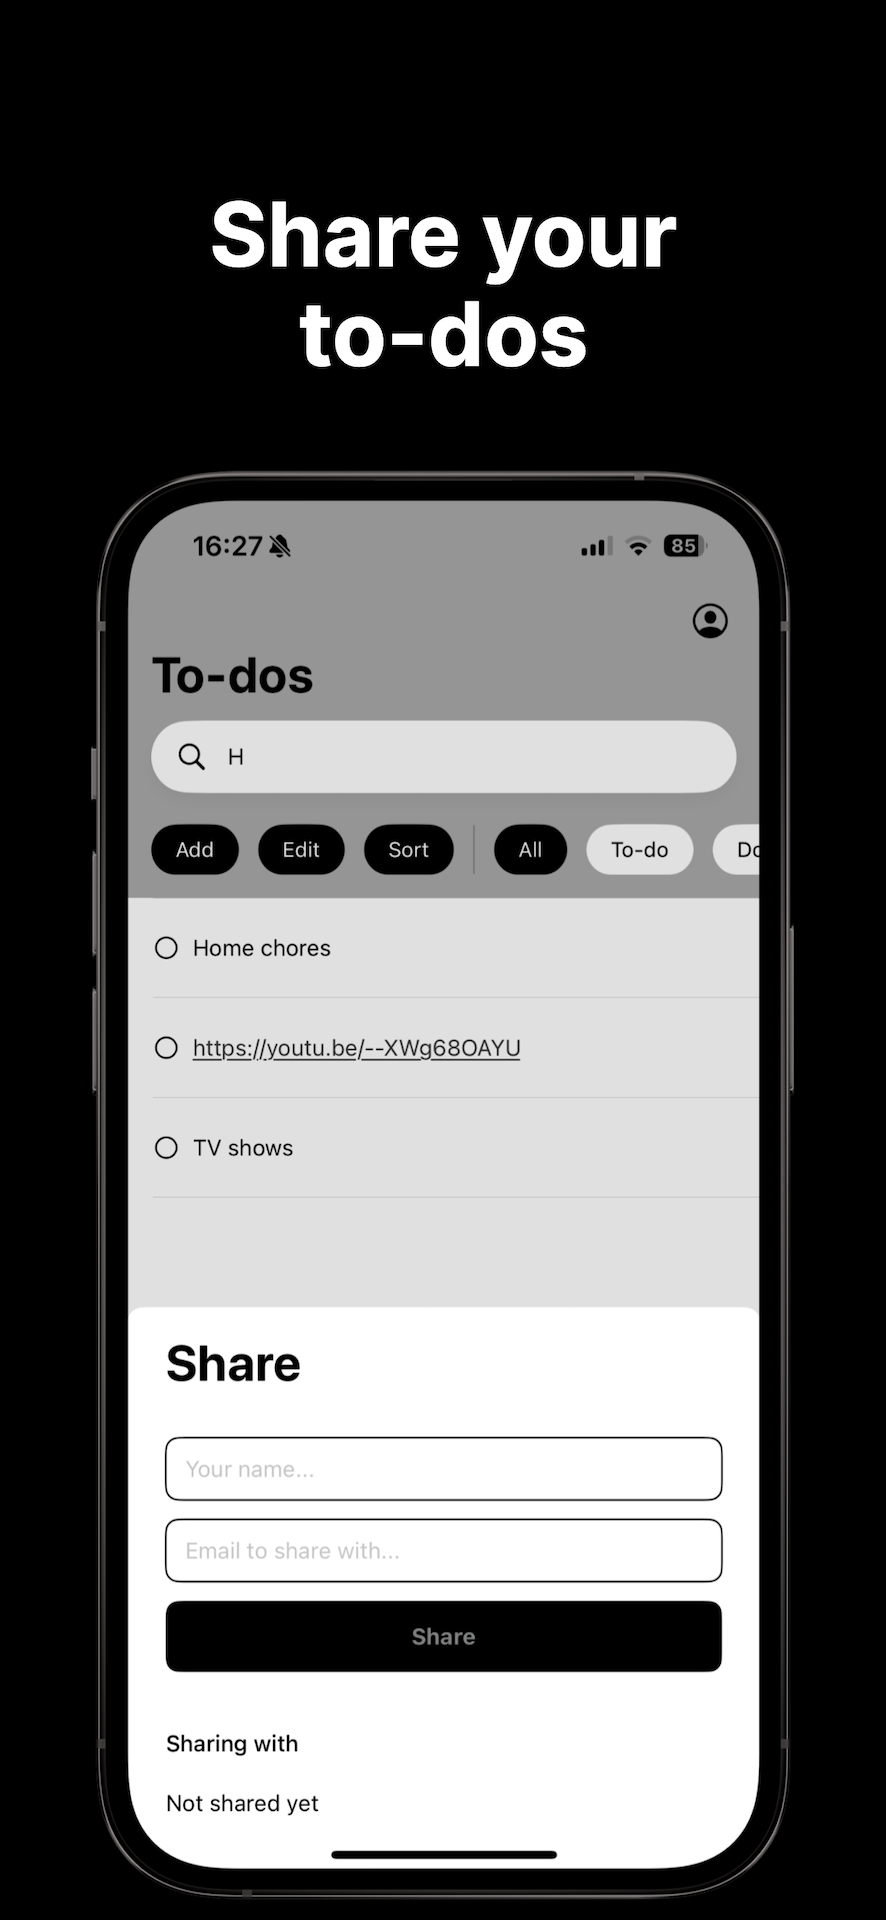 Share your
to-dos
16:27
85
To-dos
H
Add Edit Sort All To-do Do
Home chores
https://youtu.be/--XWg68OAYU
TV shows
Share
Your name...
Email to share with...
Share
Sharing with
Not shared yet